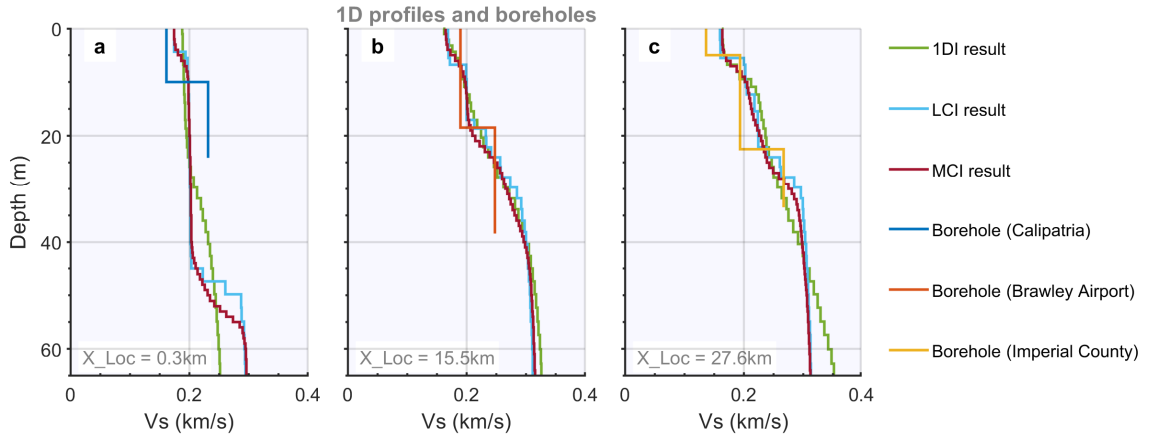 1D profiles and boreholes
a
b
c
0
20
40
60
Depth (m)
X_Loc = 0.3km
X_Loc = 15.5km
X_Loc = 27.6km
0
0.2
0.4
0
0.2
0.4
0
0.2
0.4
Vs (km/s)
Vs (km/s)
Vs (km/s)
1DI result
LCI result
MCI result
Borehole (Calipatria)
Borehole (Brawley Airport)
Borehole (Imperial County)